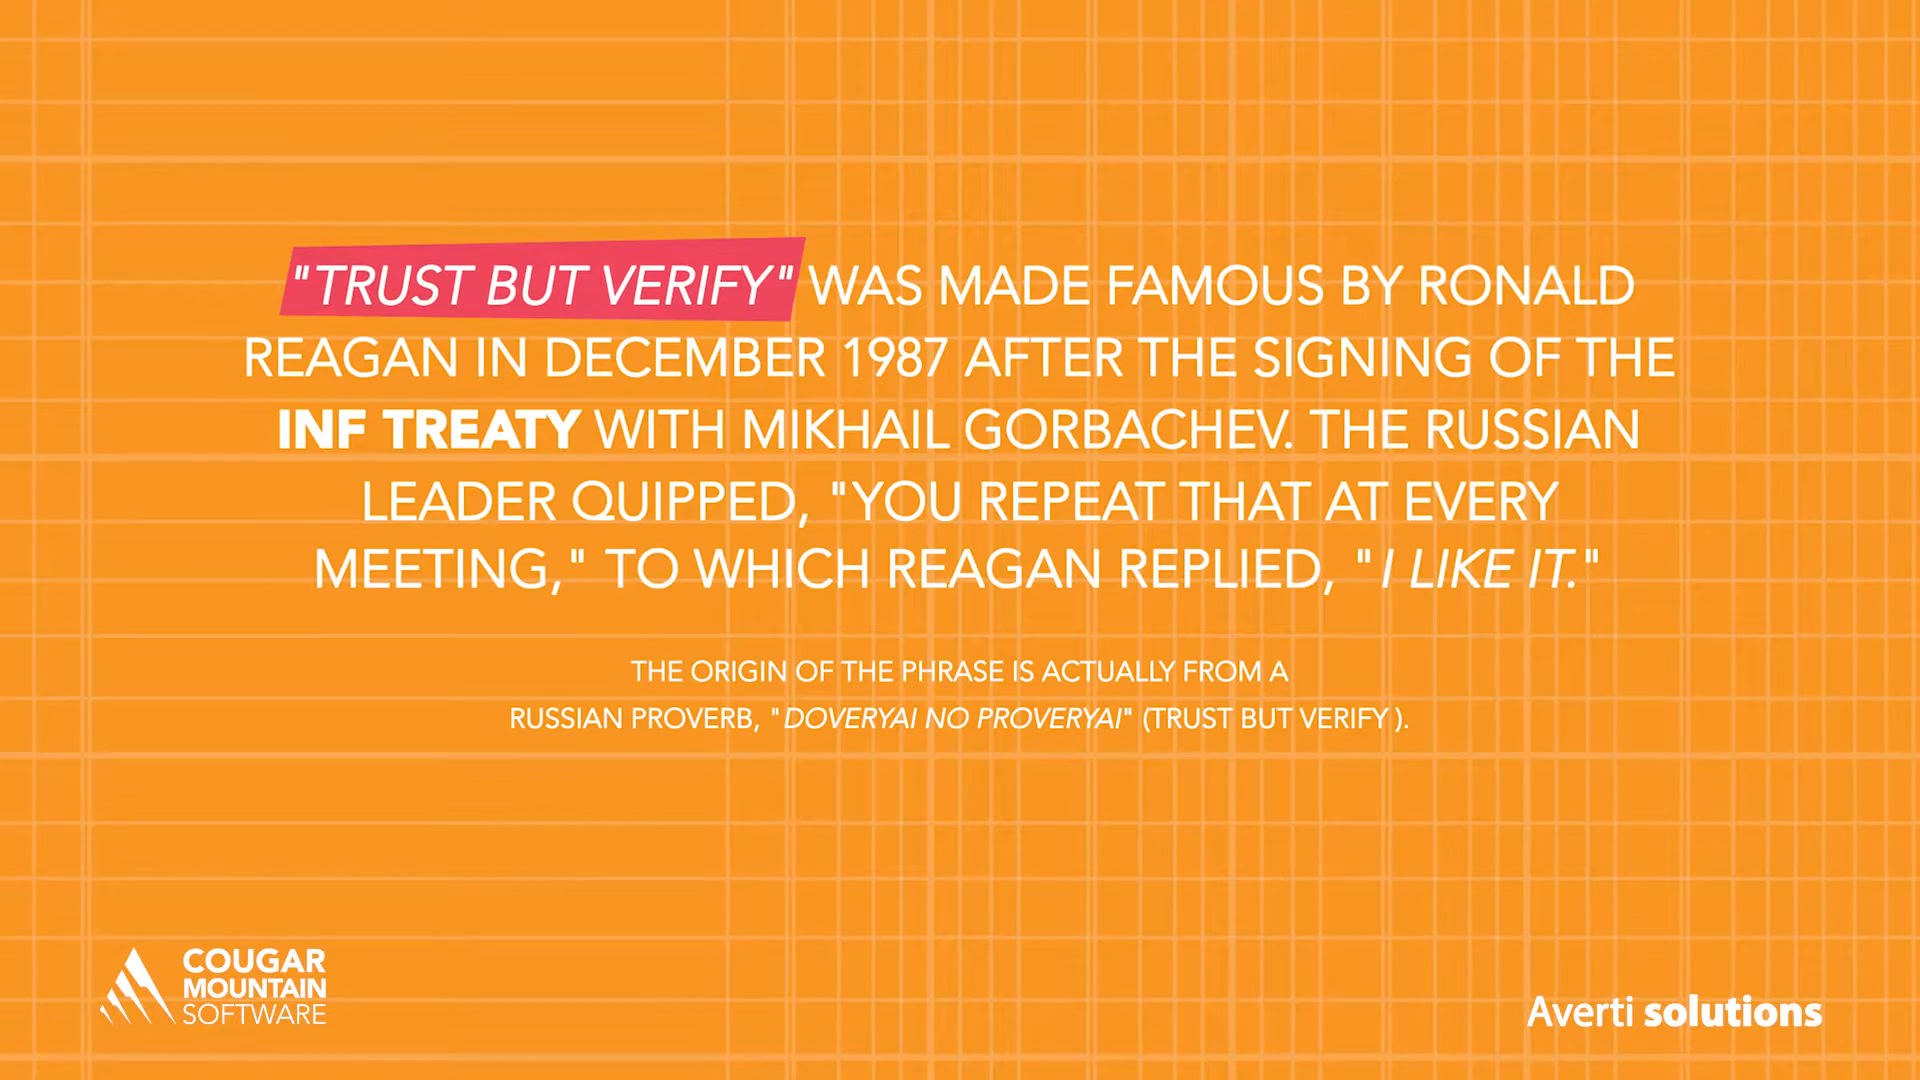 "TRUST BUT VERIFY" WAS MADE FAMOUS BY RONALD
REAGAN IN DECEMBER 1987 AFTER THE SIGNING OF THE
INF TREATY WITH MIKHAIL GORBACHEV. THE RUSSIAN
LEADER QUIPPED, "YOU REPEAT THAT AT EVERY
MEETING," TO WHICH REAGAN REPLIED, "I LIKE IT."
THE ORIGIN OF THE PHRASE IS ACTUALLY FROM A
RUSSIAN PROVERB, "DOVERYAI NO PROVERYAI" (TRUST BUT VERIFY ).
COUGAR
MOUNTAIN
SOFTWARE
Averti solutions